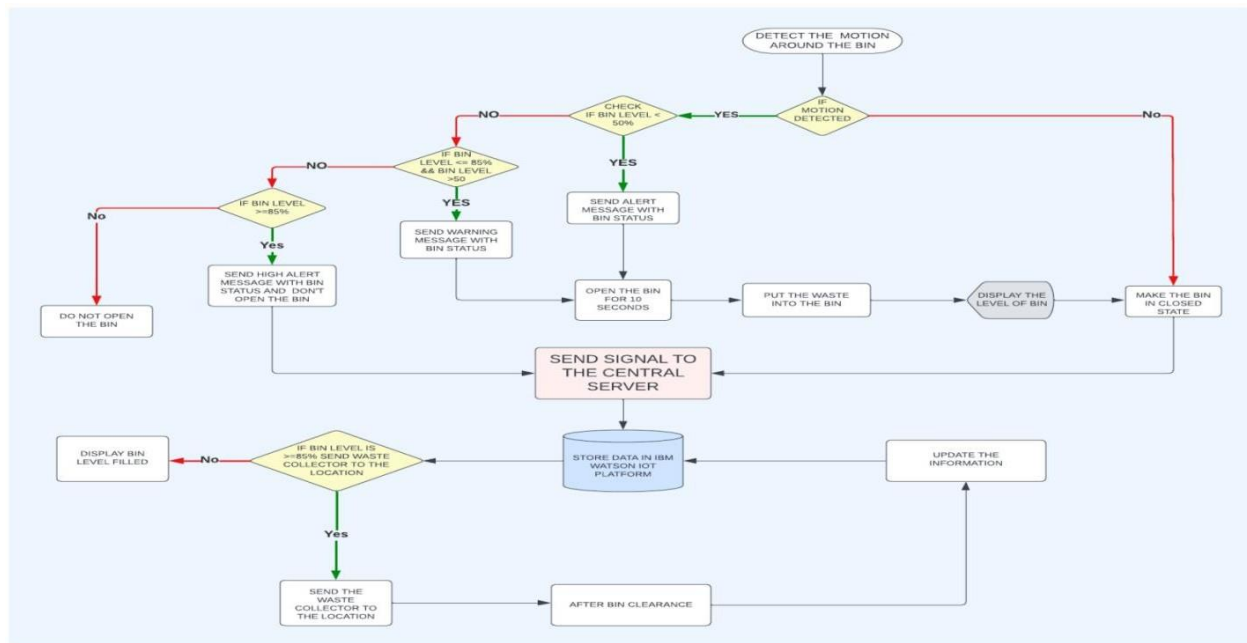 DETECT THE MOTION
AROUND THE BIN
IF
MOTION
DETECTED
YES
No
CHECK
IF BIN LEVEL <
50%
NO
YES
IF BIN
LEVEL <= 85%
&& BIN LEVEL
>50
NO
YES
IF BIN LEVEL
>=85%
No
Yes
SEND ALERT
MESSAGE WITH
BIN STATUS
SEND WARNING
MESSAGE WITH
BIN STATUS
SEND HIGH ALERT
MESSAGE WITH BIN
STATUS AND DON'T
OPEN THE BIN
DO NOT OPEN
THE BIN
OPEN THE BIN
FOR 10
SECONDS
PUT THE WASTE
INTO THE BIN
DISPLAY THE
LEVEL OF BIN
MAKE THE BIN
IN CLOSED
STATE
SEND SIGNAL TO
THE CENTRAL
SERVER
STORE DATA IN IBM
WATSON IOT
PLATFORM
IF BIN LEVEL IS
>=85% SEND WASTE
COLLECTOR TO THE
LOCATION
No
DISPLAY BIN
LEVEL FILLED
Yes
SEND THE
WASTE
COLLECTOR TO
THE LOCATION
AFTER BIN CLEARANCE
UPDATE THE
INFORMATION